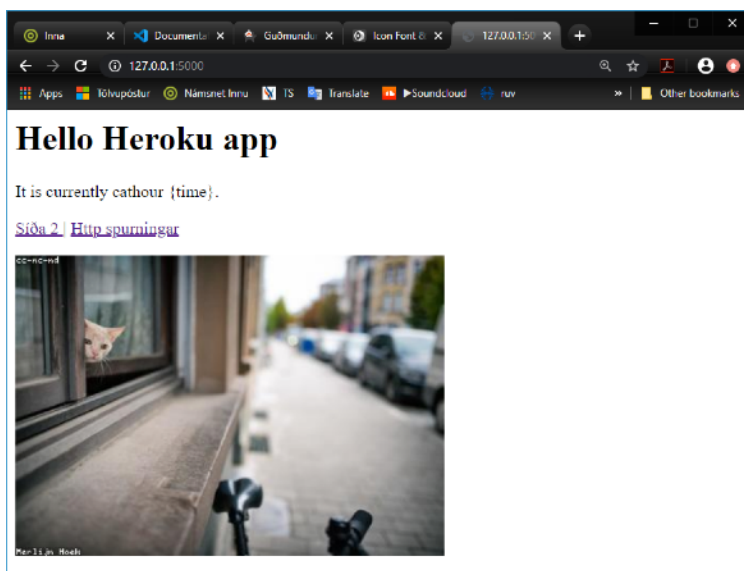 Inna
Documental
Guðmundu
Icon Font &
127.0.0.1:50
127.0.0.1:5000
Apps
Tölvupóstur
Námsnet Innu
TS
Translate
▶Soundcloud
ruv
»
Other bookmarks
Hello Heroku app
It is currently cathour {time}.
Síða 2 | Http spurningar
cc-nc-nd
Merlijn Hoek